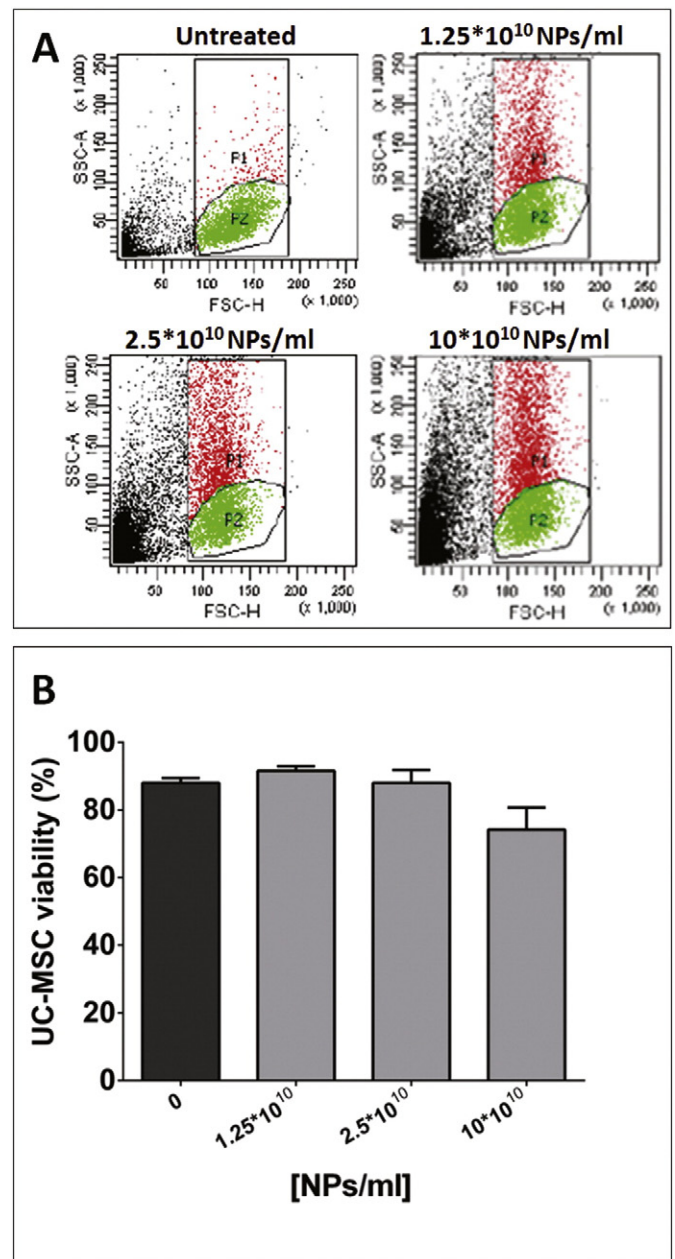 A
Untreated
250
200
150
100
50
SSC-A
(x 1,000)
P1
P2
50 100 150 200 250
FSC-H (x 1,000)
1.25*10¹⁰ NPs/ml
250
200
150
100
50
SSC-A
(x 1,000)
P1
P2
50 100 150 200 250
FSC-H (x 1,000)
2.5*10¹⁰ NPs/ml
250
200
150
100
50
SSC-A
(x 1,000)
P1
P2
50 100 150 200 250
FSC-H (x 1,000)
10*10¹⁰ NPs/ml
250
200
150
100
50
SSC-A
(x 1,000)
P1
P2
50 100 150 200 250
FSC-H (x 1,000)
B
UC-MSC viability (%)
100
80
60
40
20
0
0
1.25*10¹⁰
2.5*10¹⁰
10*10¹⁰
[NPs/ml]